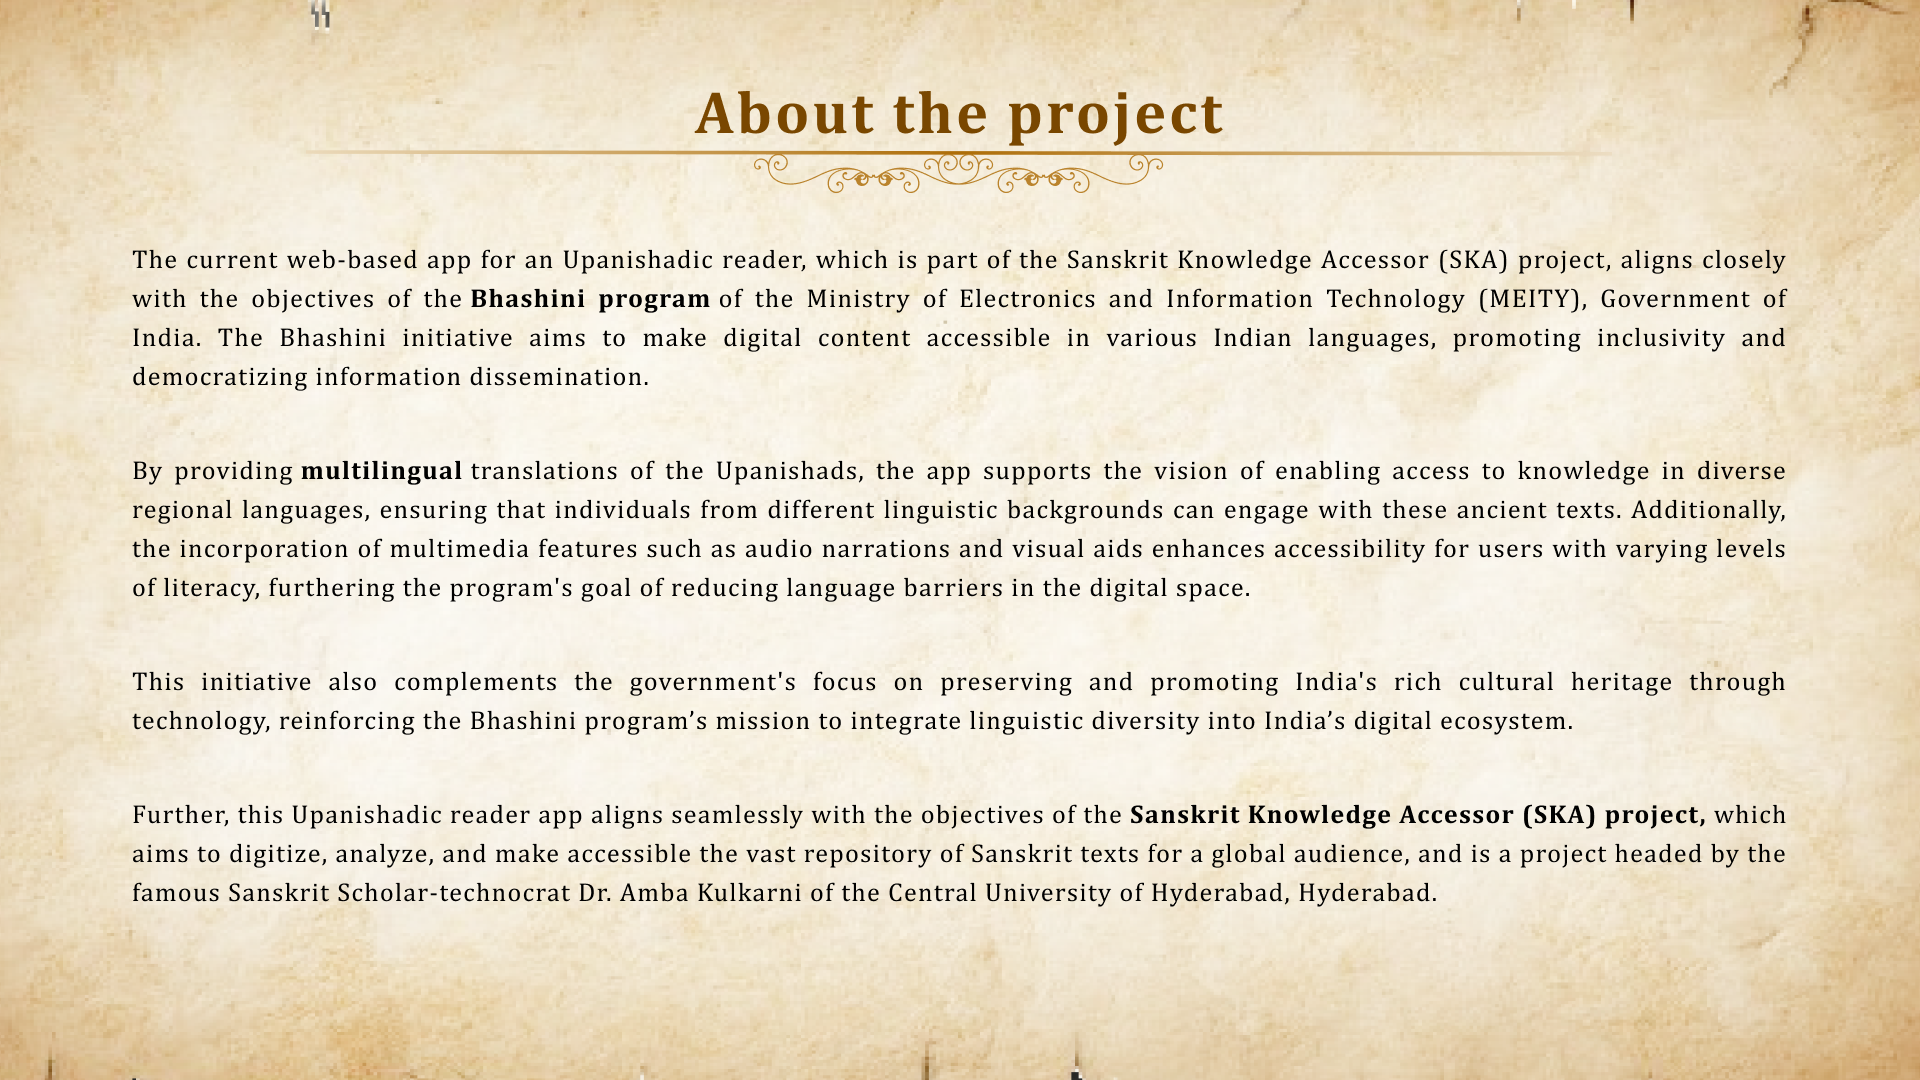 About the project
The current web-based app for an Upanishadic reader, which is part of the Sanskrit Knowledge Accessor (SKA) project, aligns closely
with the objectives of the Bhashini program of the Ministry of Electronics and Information Technology (MEITY), Government of
India. The Bhashini initiative aims to make digital content accessible in various Indian languages, promoting inclusivity and
democratizing information dissemination.
By providing multilingual translations of the Upanishads, the app supports the vision of enabling access to knowledge in diverse
regional languages, ensuring that individuals from different linguistic backgrounds can engage with these ancient texts. Additionally,
the incorporation of multimedia features such as audio narrations and visual aids enhances accessibility for users with varying levels
of literacy, furthering the program's goal of reducing language barriers in the digital space.
This initiative also complements the government's focus on preserving and promoting India's rich cultural heritage through
technology, reinforcing the Bhashini program’s mission to integrate linguistic diversity into India’s digital ecosystem.
Further, this Upanishadic reader app aligns seamlessly with the objectives of the Sanskrit Knowledge Accessor (SKA) project, which
aims to digitize, analyze, and make accessible the vast repository of Sanskrit texts for a global audience, and is a project headed by the
famous Sanskrit Scholar-technocrat Dr. Amba Kulkarni of the Central University of Hyderabad, Hyderabad.